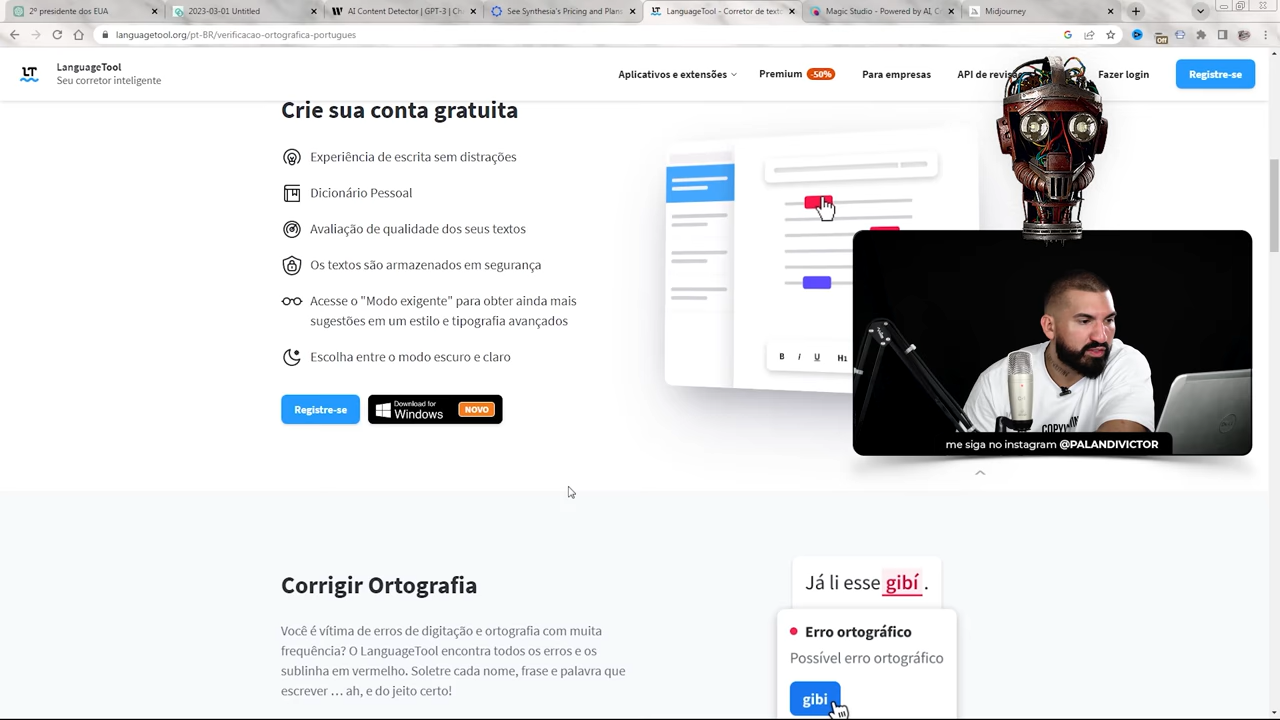 2º presidente dos EUA
2023-03-01 Untitled
AI Content Detector | GPT-3 | Ch
See Synthesia's Pricing and Plans
LanguageTool - Corretor de texto
Magic Studio - Powered by AI, C
Midjourney
languagetool.org/pt-BR/verificacao-ortografica-portugues
Off
LT
LanguageTool
Seu corretor inteligente
Aplicativos e extensões
Premium -50%
Para empresas
API de revisão
Fazer login
Registre-se
Crie sua conta gratuita
Experiência de escrita sem distrações
Dicionário Pessoal
Avaliação de qualidade dos seus textos
Os textos são armazenados em segurança
Acesse o "Modo exigente" para obter ainda mais
sugestões em um estilo e tipografia avançados
Escolha entre o modo escuro e claro
Registre-se
Download for
Windows
NOVO
B I U H1
me siga no instagram @PALANDIVICTOR
Corrigir Ortografia
Você é vítima de erros de digitação e ortografia com muita
frequência? O LanguageTool encontra todos os erros e os
sublinha em vermelho. Soletre cada nome, frase e palavra que
escrever … ah, e do jeito certo!
Já li esse gibí .
Erro ortográfico
Possível erro ortográfico
gibi